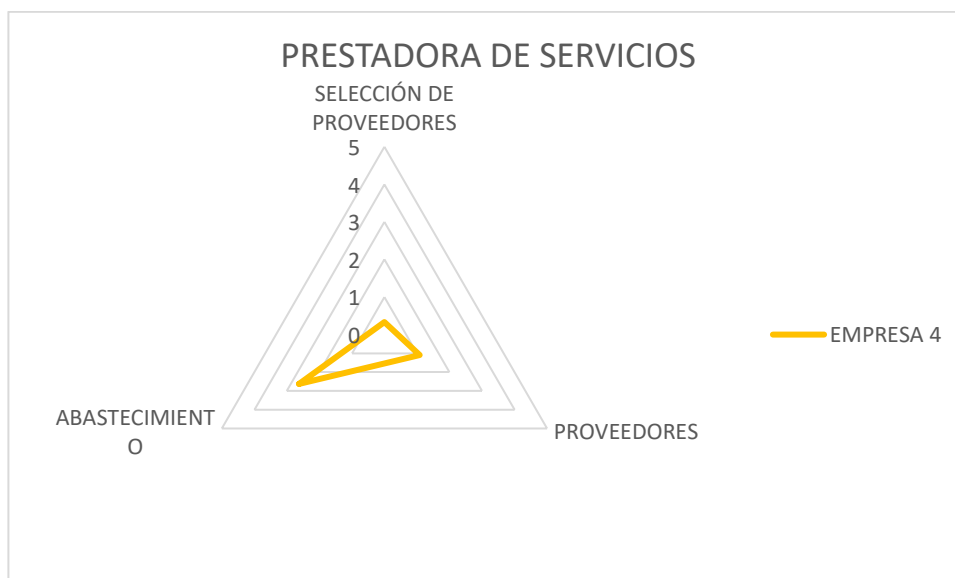 PRESTADORA DE SERVICIOS
SELECCIÓN DE
PROVEEDORES
5
4
3
2
1
0
EMPRESA 4
ABASTECIMIENT
O
PROVEEDORES